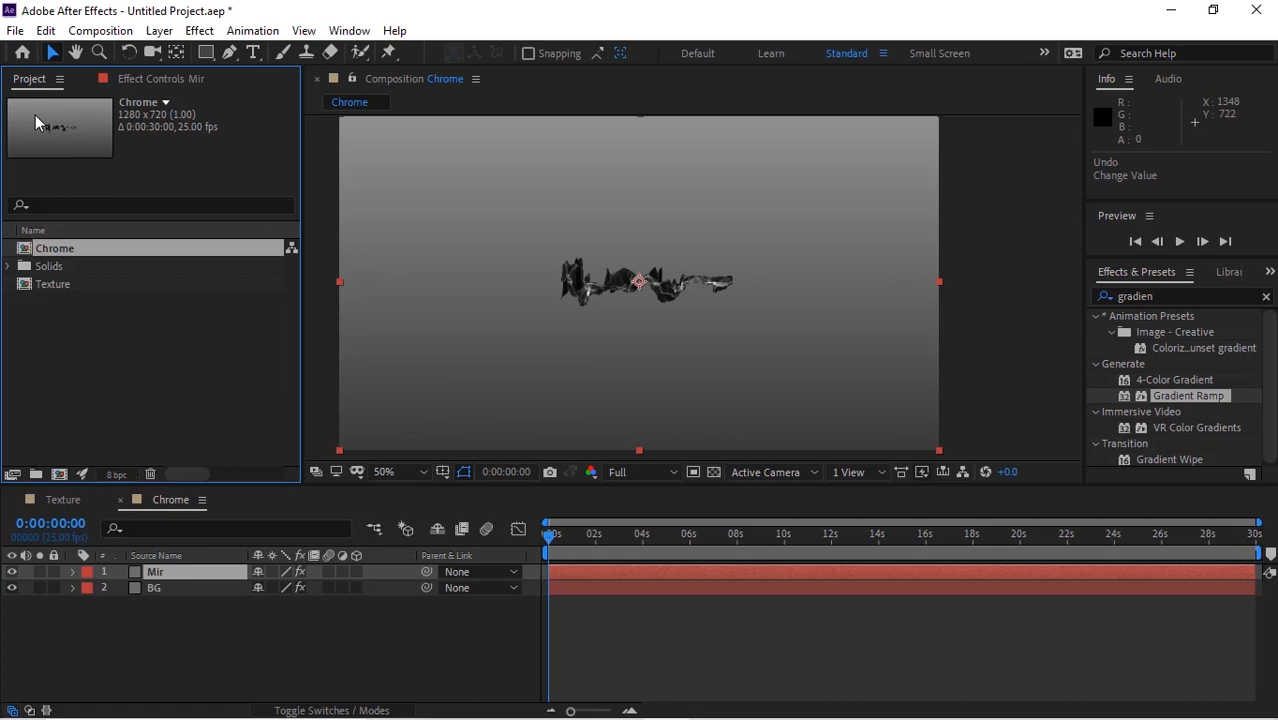 Ae Adobe After Effects - Untitled Project.aep *
File Edit Composition Layer Effect Animation View Window Help
Snapping Default Learn Standard Small Screen Search Help
Project Effect Controls Mir Composition Chrome Info Audio
Chrome
1280 x 720 (1.00)
Δ 0:00:30:00, 25.00 fps
Chrome
R : X : 1348
G : Y : 722
B :
A : 0
Undo
Change Value
Name
Chrome
Solids
Texture
Preview
Effects & Presets Librai
gradien
* Animation Presets
Image - Creative
Coloriz...unset gradient
Generate
4-Color Gradient
Gradient Ramp
Immersive Video
VR Color Gradients
Transition
Gradient Wipe
8 bpc
50% 0:00:00:00 Full Active Camera 1 View +0.0
Texture Chrome
0:00:00:00
00000 (25.00 fps)
# Source Name Parent & Link
1 Mir None
2 BG None
00s 02s 04s 06s 08s 10s 12s 14s 16s 18s 20s 22s 24s 26s 28s 30s
Toggle Switches / Modes